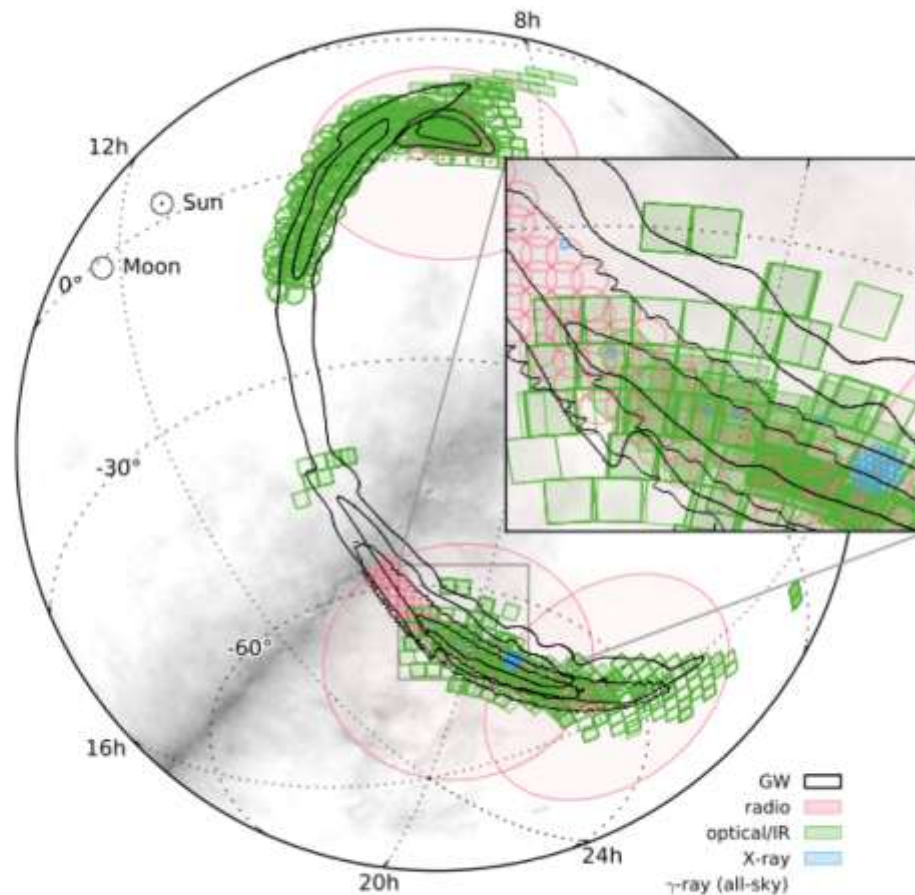 8h
12h
Sun
Moon
0°
-30°
-60°
16h
20h
24h
GW
radio
optical/IR
X-ray
γ-ray (all-sky)